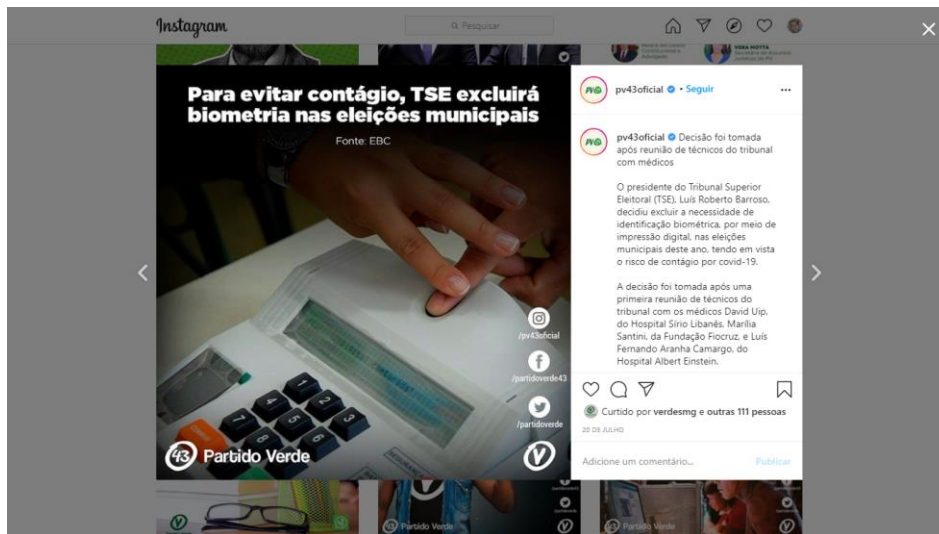 Instagram
Pesquisar
VERA MOTTA
Para evitar contágio, TSE excluirá
biometria nas eleições municipais
Fonte: EBC
/pv43oficial
/partidoverde43
/partidoverde
43 Partido Verde
pv43oficial • Seguir
pv43oficial Decisão foi tomada
após reunião de técnicos do tribunal
com médicos
O presidente do Tribunal Superior
Eleitoral (TSE), Luís Roberto Barroso,
decidiu excluir a necessidade de
identificação biométrica, por meio de
impressão digital, nas eleições
municipais deste ano, tendo em vista
o risco de contágio por covid-19.
A decisão foi tomada após uma
primeira reunião de técnicos do
tribunal com os médicos David Uip,
do Hospital Sírio Libanês, Marília
Santini, da Fundação Fiocruz, e Luís
Fernando Aranha Camargo, do
Hospital Albert Einstein.
Curtido por verdesmg e outras 111 pessoas
20 DE JULHO
Adicione um comentário... Publicar
43 Partido Verde
43 Partido Verde